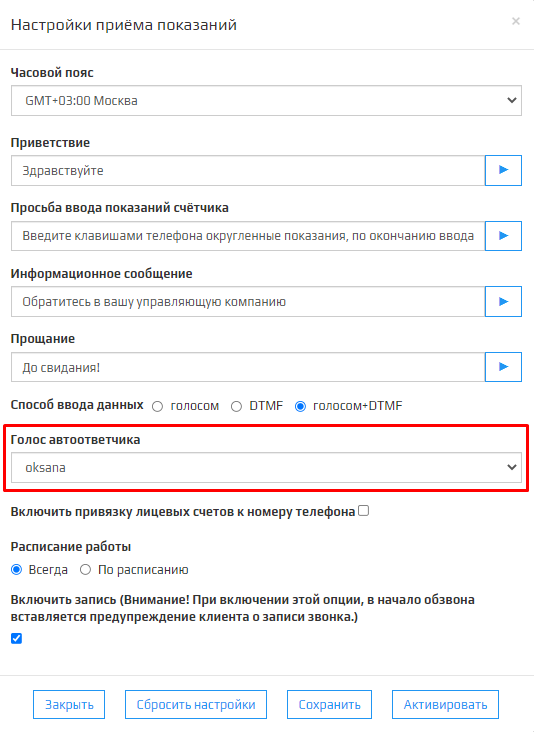 Настройки приёма показаний
×
Часовой пояс
GMT+03:00 Москва
Приветствие
Здравствуйте
Просьба ввода показаний счётчика
Введите клавишами телефона округленные показания, по окончанию ввода
Информационное сообщение
Обратитесь в вашу управляющую компанию
Прощание
До свидания!
Способ ввода данных голосом DTMF голосом+DTMF
Голос автоответчика
oksana
Включить привязку лицевых счетов к номеру телефона
Расписание работы
Всегда По расписанию
Включить запись (Внимание! При включении этой опции, в начало обзвона
вставляется предупреждение клиента о записи звонка.)
Закрыть Сбросить настройки Сохранить Активировать